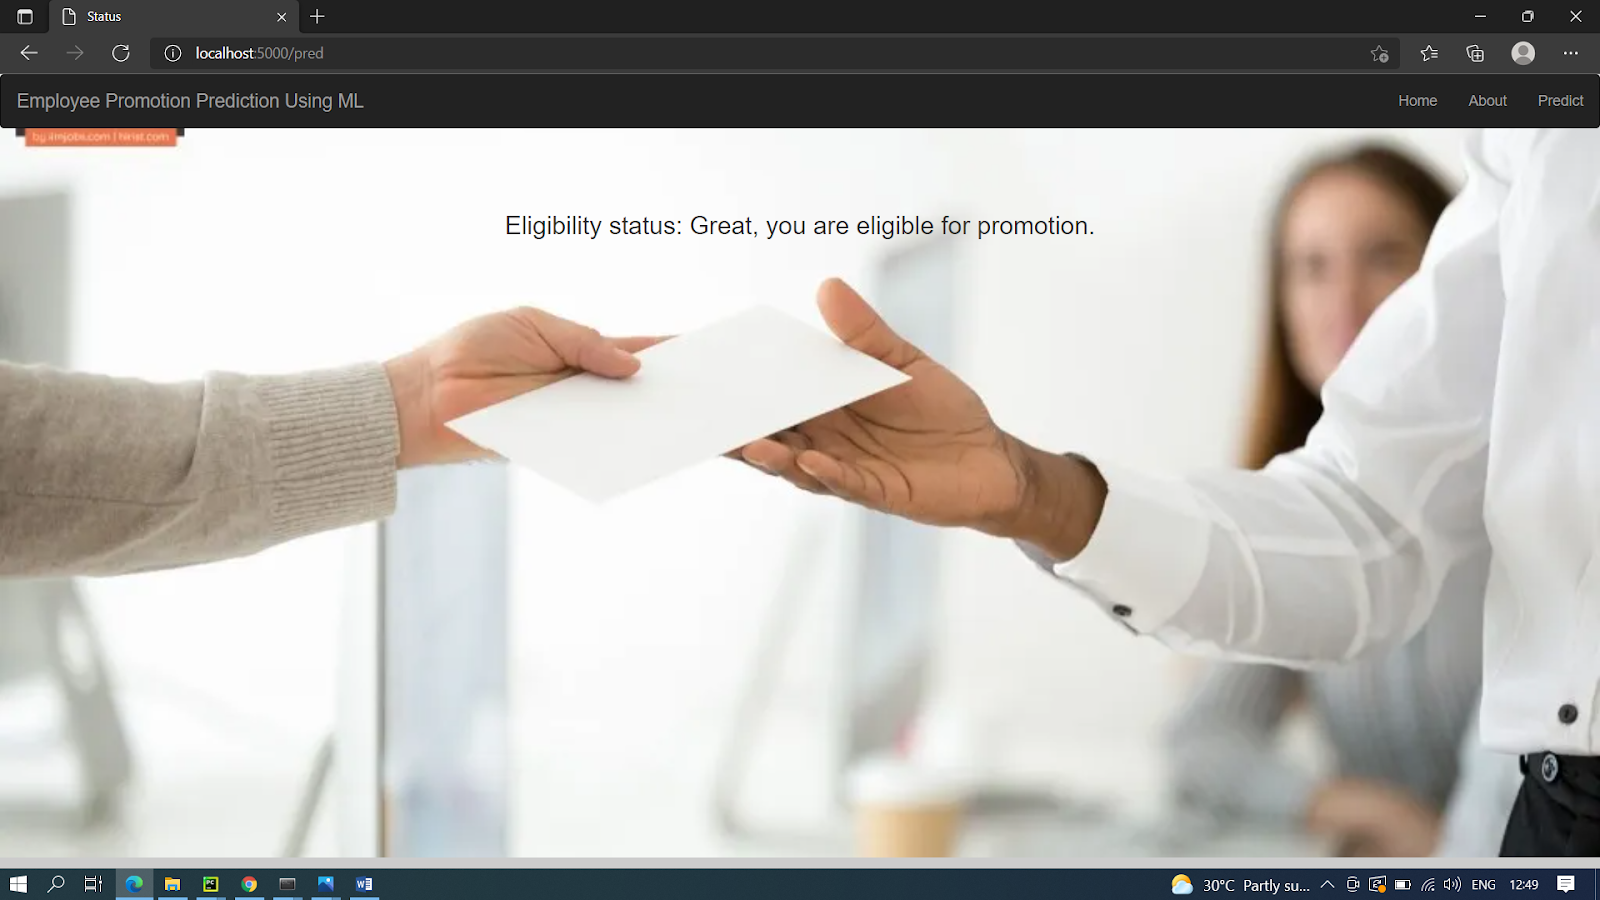 Status
localhost:5000/pred
Employee Promotion Prediction Using ML
Home
About
Predict
Eligibility status: Great, you are eligible for promotion.
30°C Partly su...
ENG
12:49